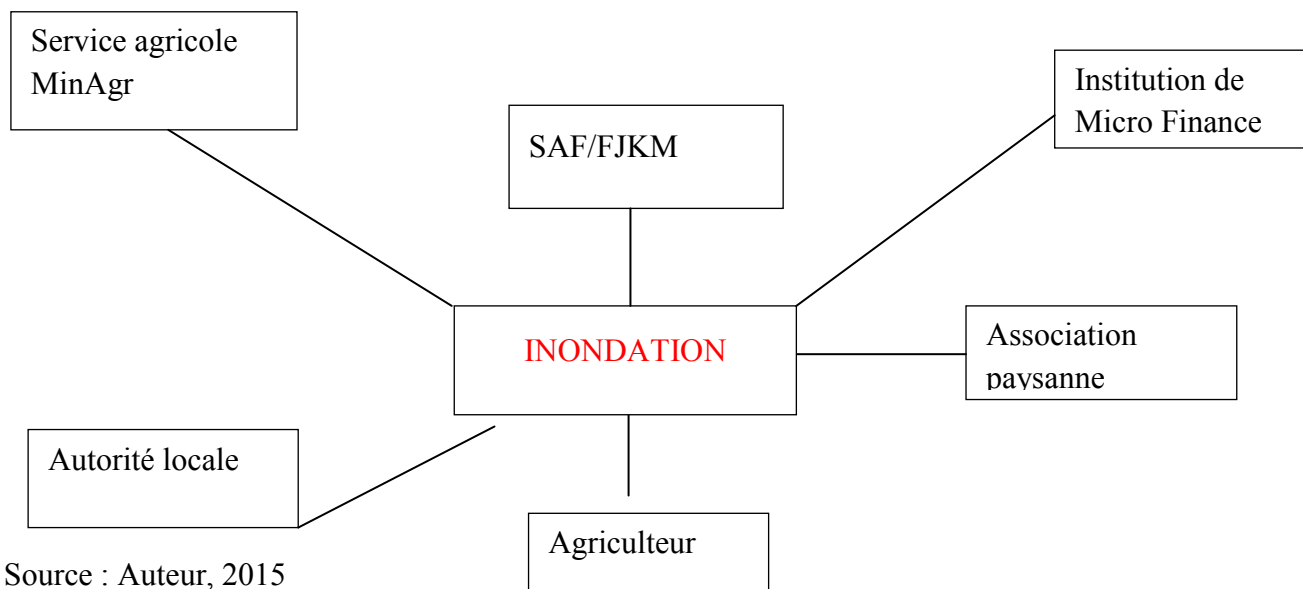 Service agricole
MinAgr
SAF/FJKM
Institution de
Micro Finance
INONDATION
Association
paysanne
Autorité locale
Agriculteur
Source : Auteur, 2015